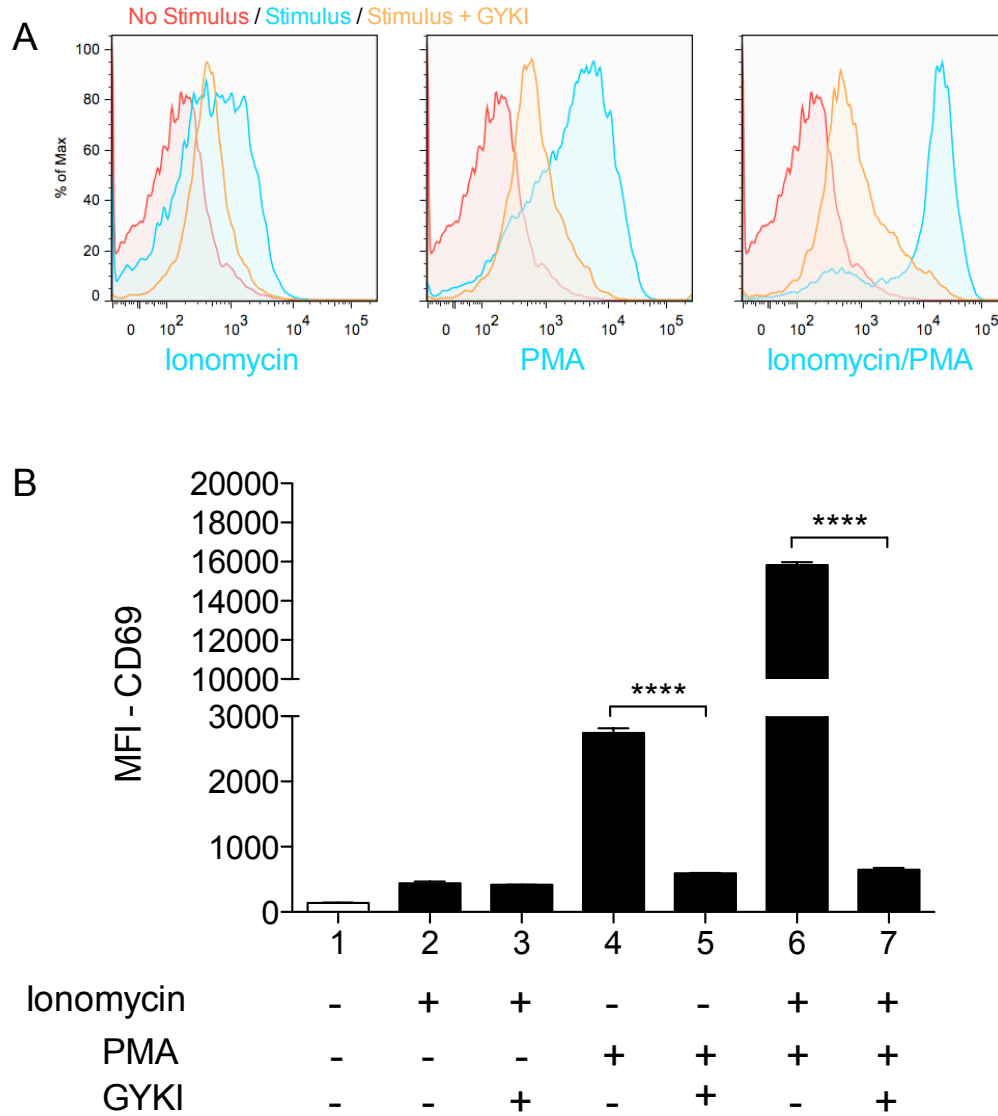 No Stimulus / Stimulus / Stimulus + GYKI
A
% of Max
100
80
60
40
20
0
0 10² 10³ 10⁴ 10⁵
0 10² 10³ 10⁴ 10⁵
0 10² 10³ 10⁴ 10⁵
Ionomycin PMA Ionomycin/PMA
B
MFI - CD69
20000
18000
16000
14000
12000
10000
3000
2000
1000
0
****
****
1 2 3 4 5 6 7
Ionomycin - + + - - + +
PMA - - - + + + +
GYKI - - + - + - +